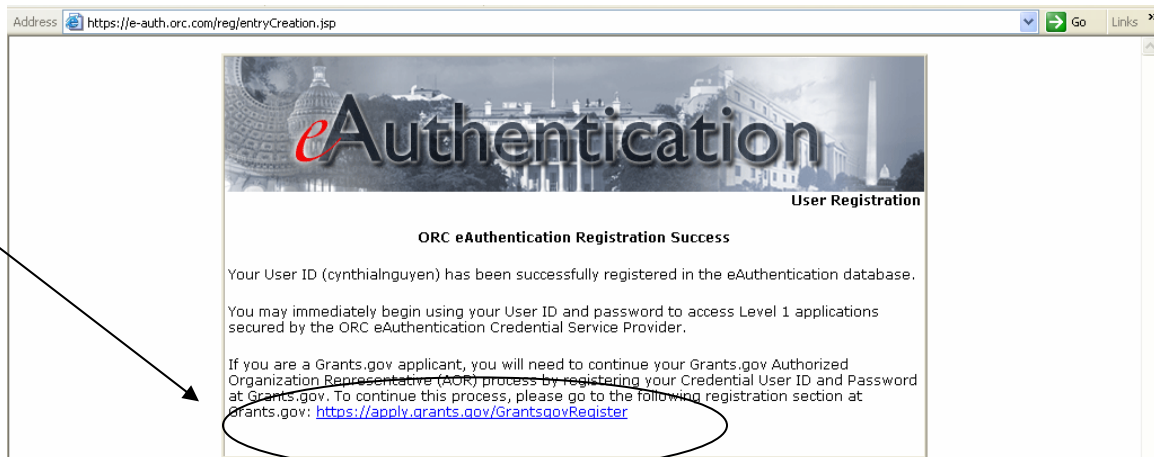 Address https://e-auth.orc.com/reg/entryCreation.jsp Go Links »
eAuthentication
User Registration
ORC eAuthentication Registration Success
Your User ID (cynthialnguyen) has been successfully registered in the eAuthentication database.
You may immediately begin using your User ID and password to access Level 1 applications
secured by the ORC eAuthentication Credential Service Provider.
If you are a Grants.gov applicant, you will need to continue your Grants.gov Authorized
Organization Representative (AOR) process by registering your Credential User ID and Password
at Grants.gov. To continue this process, please go to the following registration section at
Grants.gov: https://apply.grants.gov/GrantsgovRegister